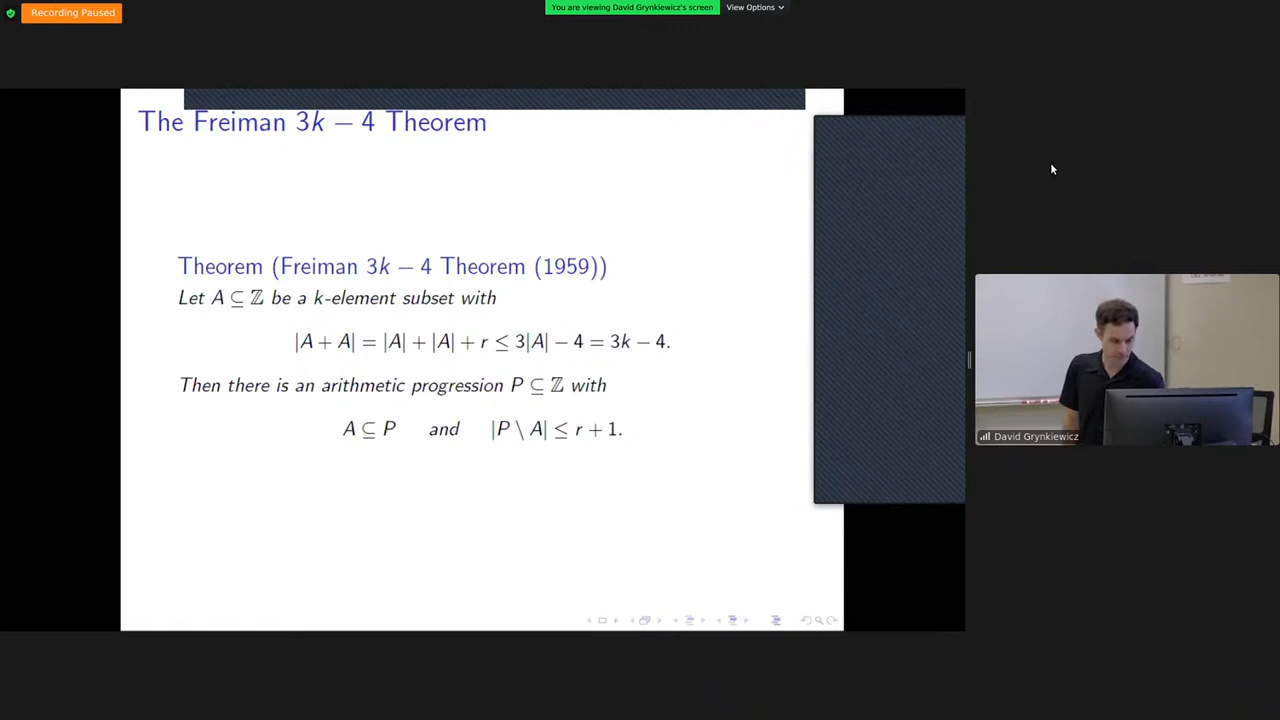 Recording Paused
You are viewing David Grynkiewicz's screen
View Options
The Freiman 3k − 4 Theorem
Theorem (Freiman 3k − 4 Theorem (1959))
Let A ⊆ ℤ be a k-element subset with
|A + A| = |A| + |A| + r ≤ 3|A| − 4 = 3k − 4.
Then there is an arithmetic progression P ⊆ ℤ with
A ⊆ P and |P \ A| ≤ r + 1.
David Grynkiewicz